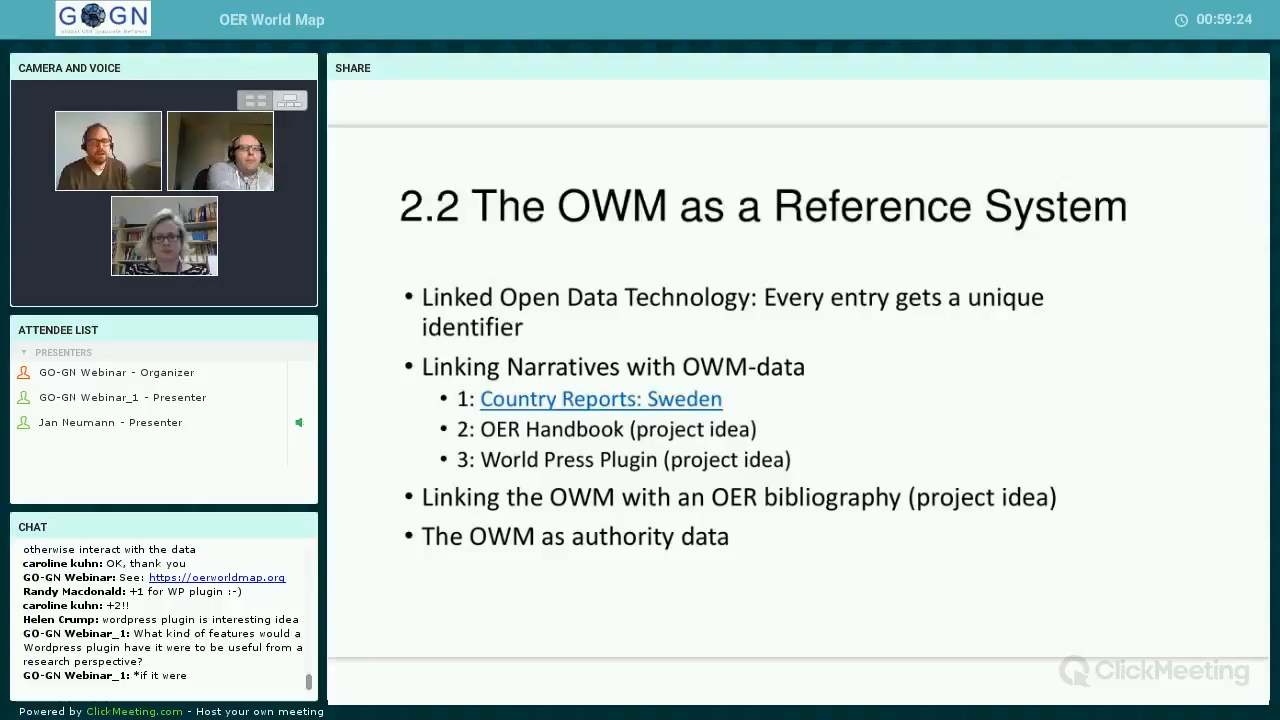 GO GN
Global OER Graduate Network
OER World Map
00:59:24
CAMERA AND VOICE
SHARE
2.2 The OWM as a Reference System
• Linked Open Data Technology: Every entry gets a unique
identifier
• Linking Narratives with OWM-data
• 1: Country Reports: Sweden
• 2: OER Handbook (project idea)
• 3: World Press Plugin (project idea)
• Linking the OWM with an OER bibliography (project idea)
• The OWM as authority data
ClickMeeting
ATTENDEE LIST
PRESENTERS
GO-GN Webinar - Organizer
GO-GN Webinar_1 - Presenter
Jan Neumann - Presenter
CHAT
otherwise interact with the data
caroline kuhn: OK, thank you
GO-GN Webinar: See: https://oerworldmap.org
Randy Macdonald: +1 for WP plugin :-)
caroline kuhn: +2!!
Helen Crump: wordpress plugin is interesting idea
GO-GN Webinar_1: What kind of features would a
Wordpress plugin have it were to be useful from a
research perspective?
GO-GN Webinar_1: *if it were
Powered by ClickMeeting.com - Host your own meeting